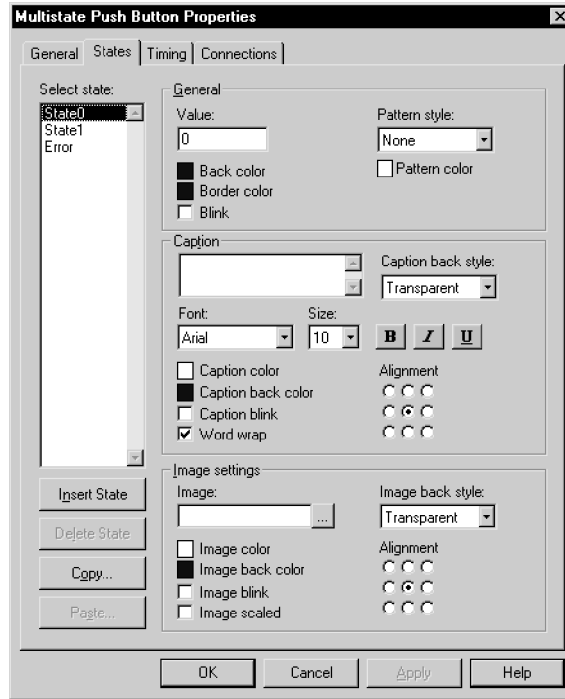 Multistate Push Button Properties
General
States
Timing
Connections
Select state:
State0
State1
Error
Insert State
Delete State
Copy...
Paste...
General
Value:
0
Pattern style:
None
Back color
Border color
Blink
Pattern color
Caption
Caption back style:
Transparent
Font:
Arial
Size:
10
B I U
Caption color
Caption back color
Caption blink
Word wrap
Alignment
Image settings
Image:
...
Image back style:
Transparent
Image color
Image back color
Image blink
Image scaled
Alignment
OK
Cancel
Apply
Help